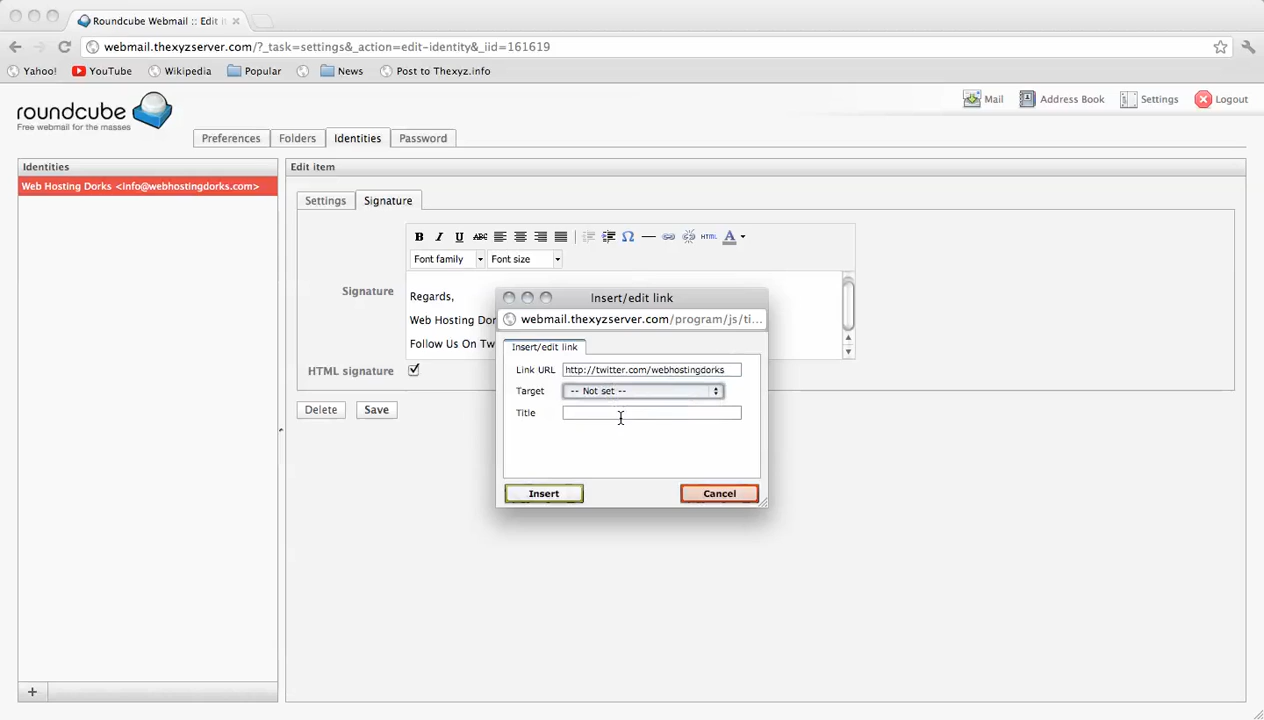 Roundcube Webmail :: Edit i
webmail.thexyzserver.com/?_task=settings&_action=edit-identity&_iid=161619
Yahoo! YouTube Wikipedia Popular News Post to Thexyz.info
roundcube
Free webmail for the masses
Mail Address Book Settings Logout
Preferences Folders Identities Password
Identities
Web Hosting Dorks <info@webhostingdorks.com>
Edit item
Settings Signature
B I U ABC HTML A
Font family Font size
Signature
Regards,
Web Hosting Dor
Follow Us On Tw
HTML signature
Delete Save
Insert/edit link
webmail.thexyzserver.com/program/js/ti...
Insert/edit link
Link URL http://twitter.com/webhostingdorks
Target -- Not set --
Title
Insert Cancel